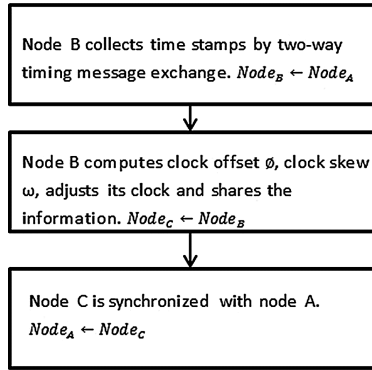 Node B collects time stamps by two-way
timing message exchange. Node_B ← Node_A
Node B computes clock offset ø, clock skew
ω, adjusts its clock and shares the
information. Node_C ← Node_B
Node C is synchronized with node A.
Node_A ← Node_C